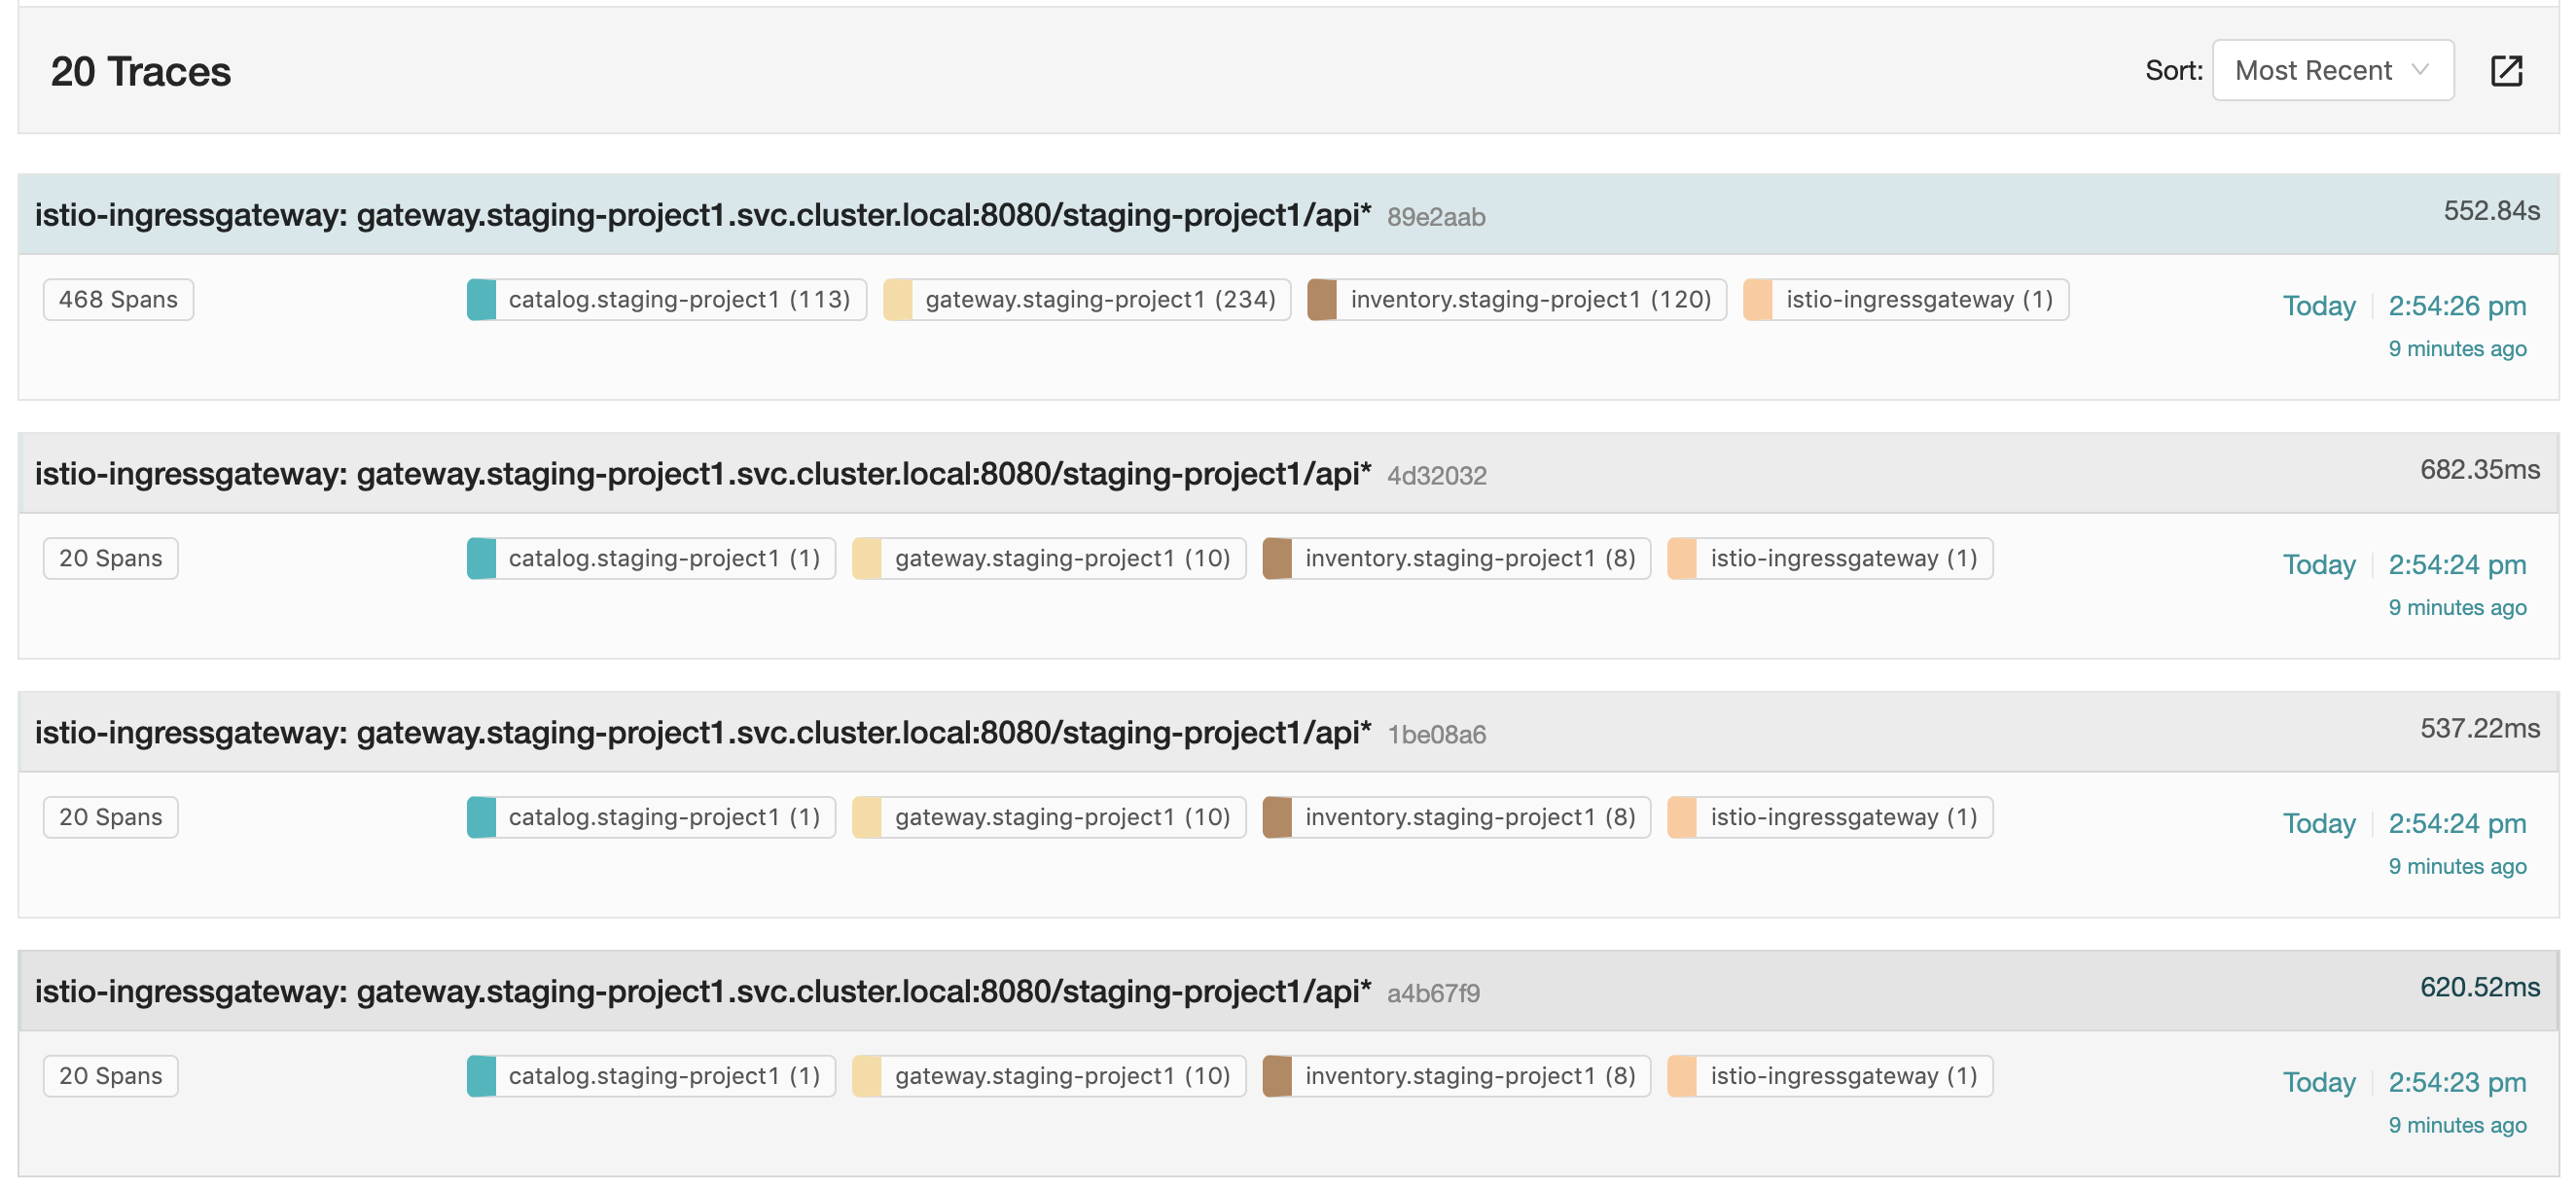 20 Traces Sort: Most Recent
istio-ingressgateway: gateway.staging-project1.svc.cluster.local:8080/staging-project1/api* 89e2aab 552.84s
468 Spans catalog.staging-project1 (113) gateway.staging-project1 (234) inventory.staging-project1 (120) istio-ingressgateway (1) Today 2:54:26 pm
9 minutes ago
istio-ingressgateway: gateway.staging-project1.svc.cluster.local:8080/staging-project1/api* 4d32032 682.35ms
20 Spans catalog.staging-project1 (1) gateway.staging-project1 (10) inventory.staging-project1 (8) istio-ingressgateway (1) Today 2:54:24 pm
9 minutes ago
istio-ingressgateway: gateway.staging-project1.svc.cluster.local:8080/staging-project1/api* 1be08a6 537.22ms
20 Spans catalog.staging-project1 (1) gateway.staging-project1 (10) inventory.staging-project1 (8) istio-ingressgateway (1) Today 2:54:24 pm
9 minutes ago
istio-ingressgateway: gateway.staging-project1.svc.cluster.local:8080/staging-project1/api* a4b67f9 620.52ms
20 Spans catalog.staging-project1 (1) gateway.staging-project1 (10) inventory.staging-project1 (8) istio-ingressgateway (1) Today 2:54:23 pm
9 minutes ago